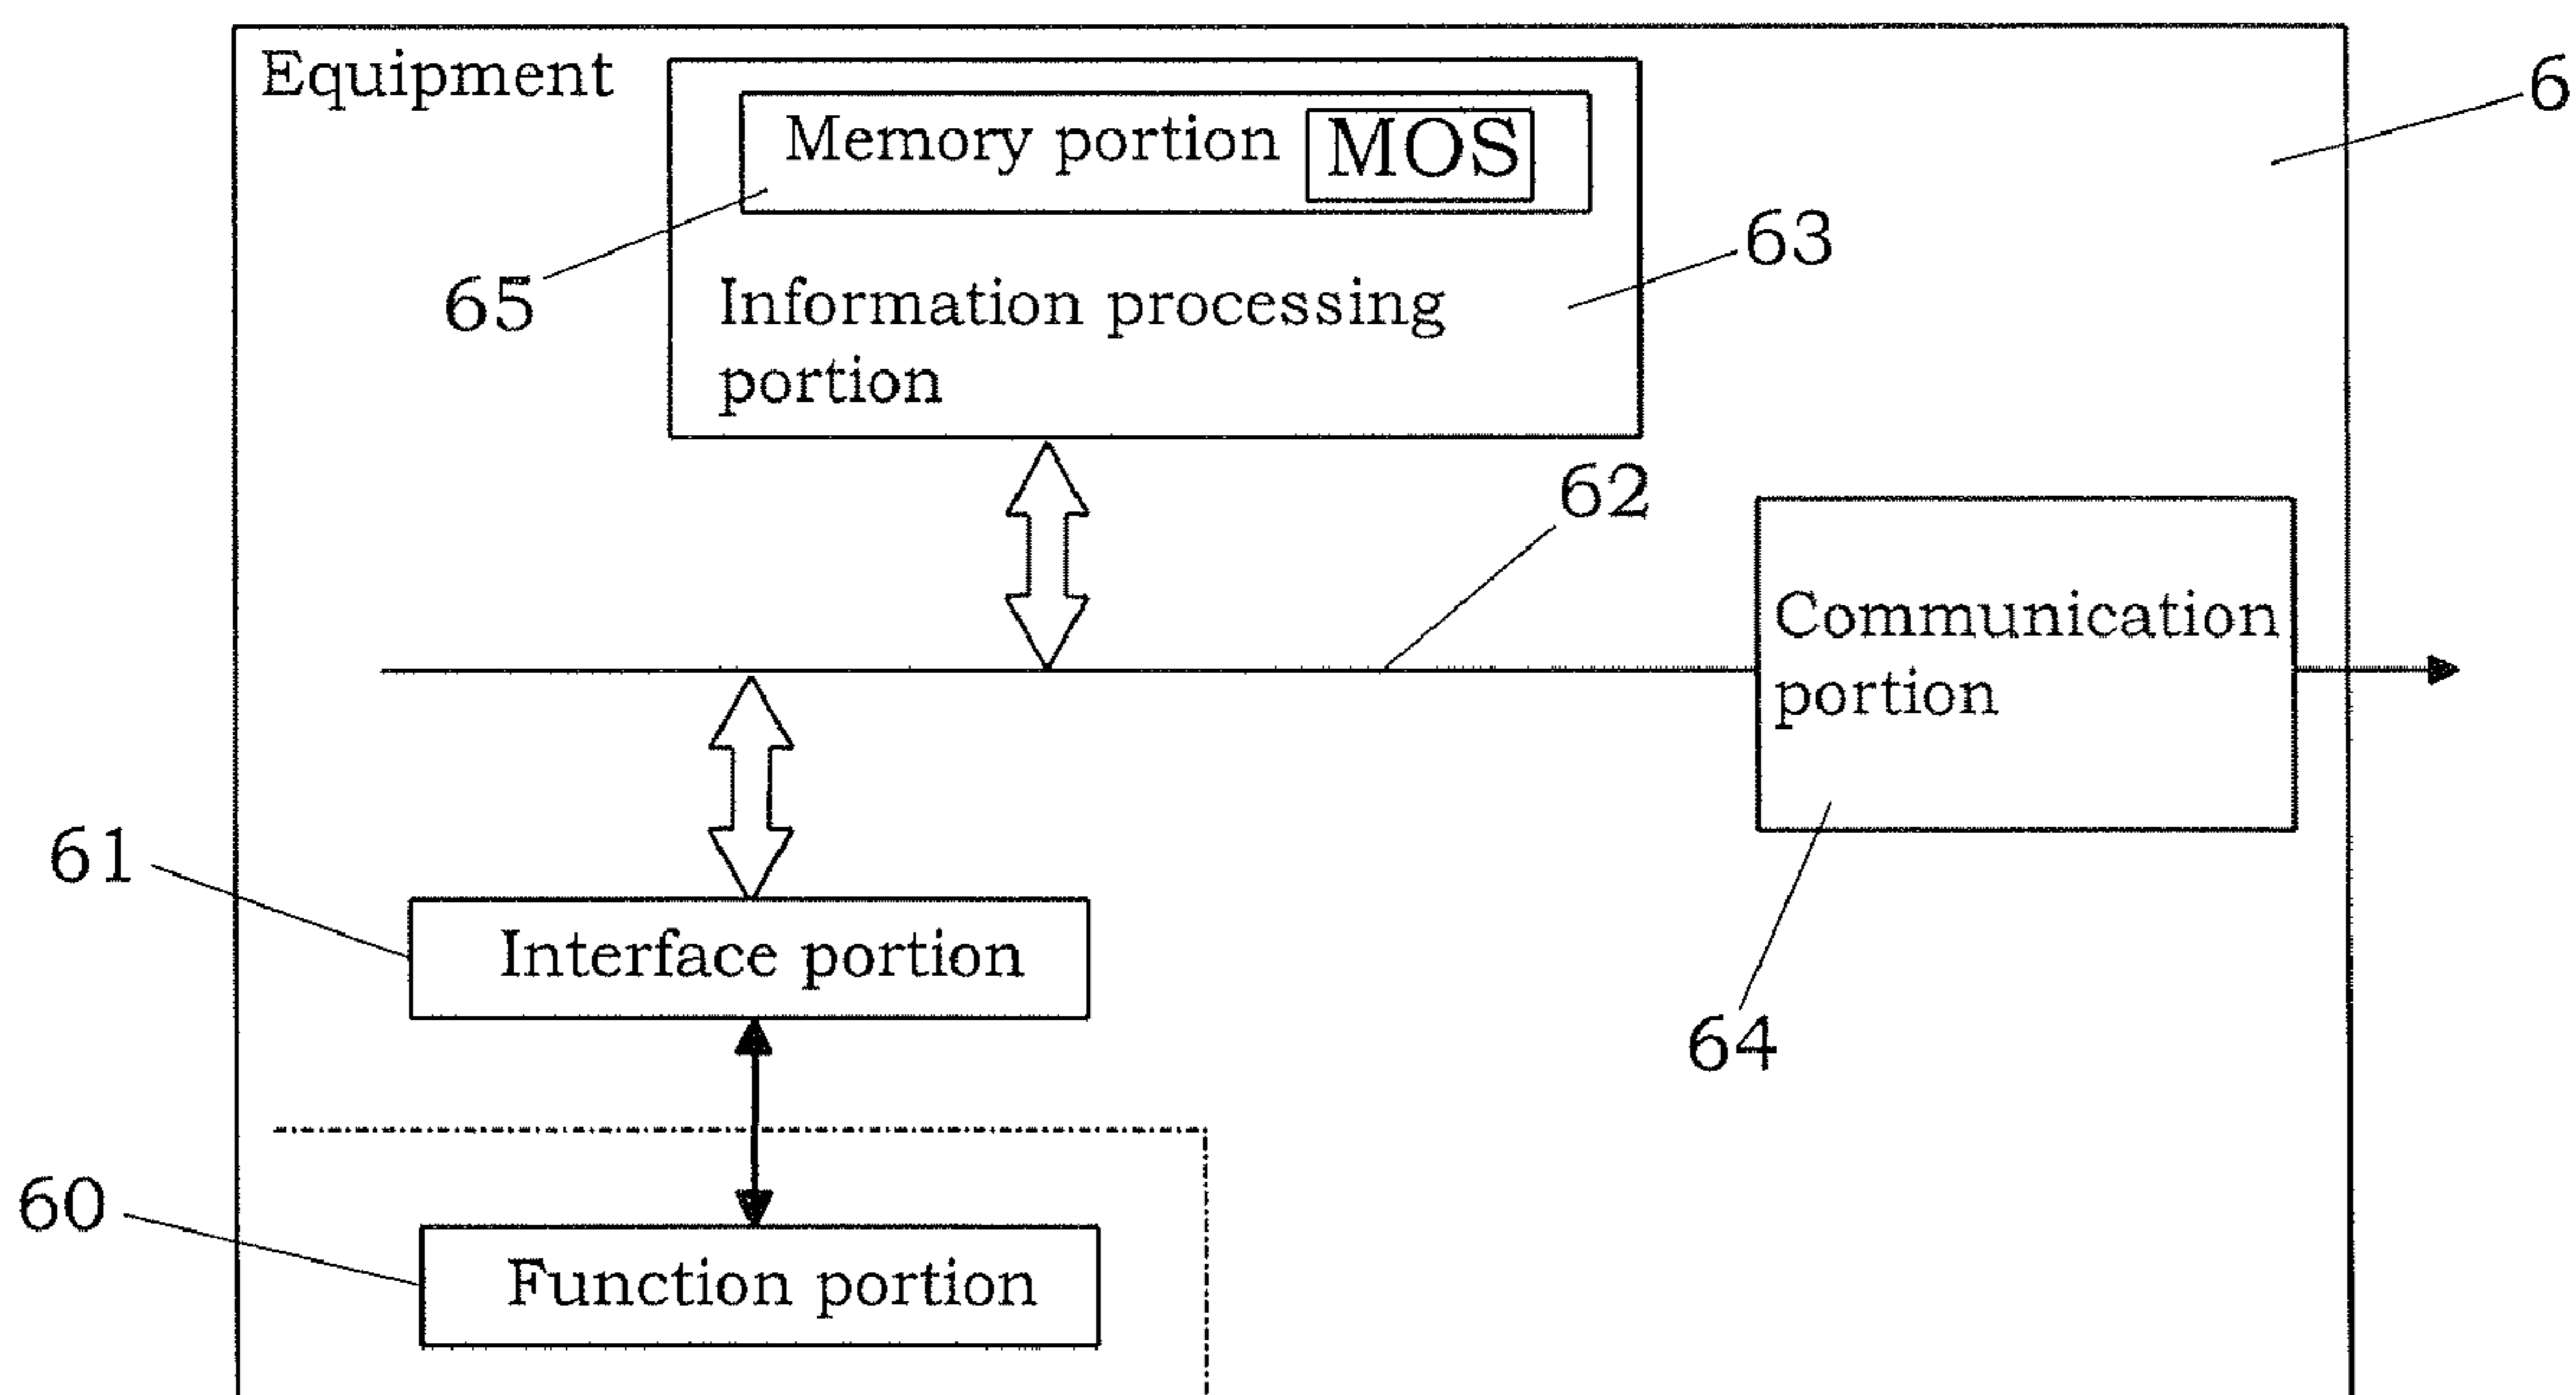 Equipment
6
Memory portion MOS
63
65
Information processing
portion
62
Communication
portion
61
Interface portion
64
60
Function portion